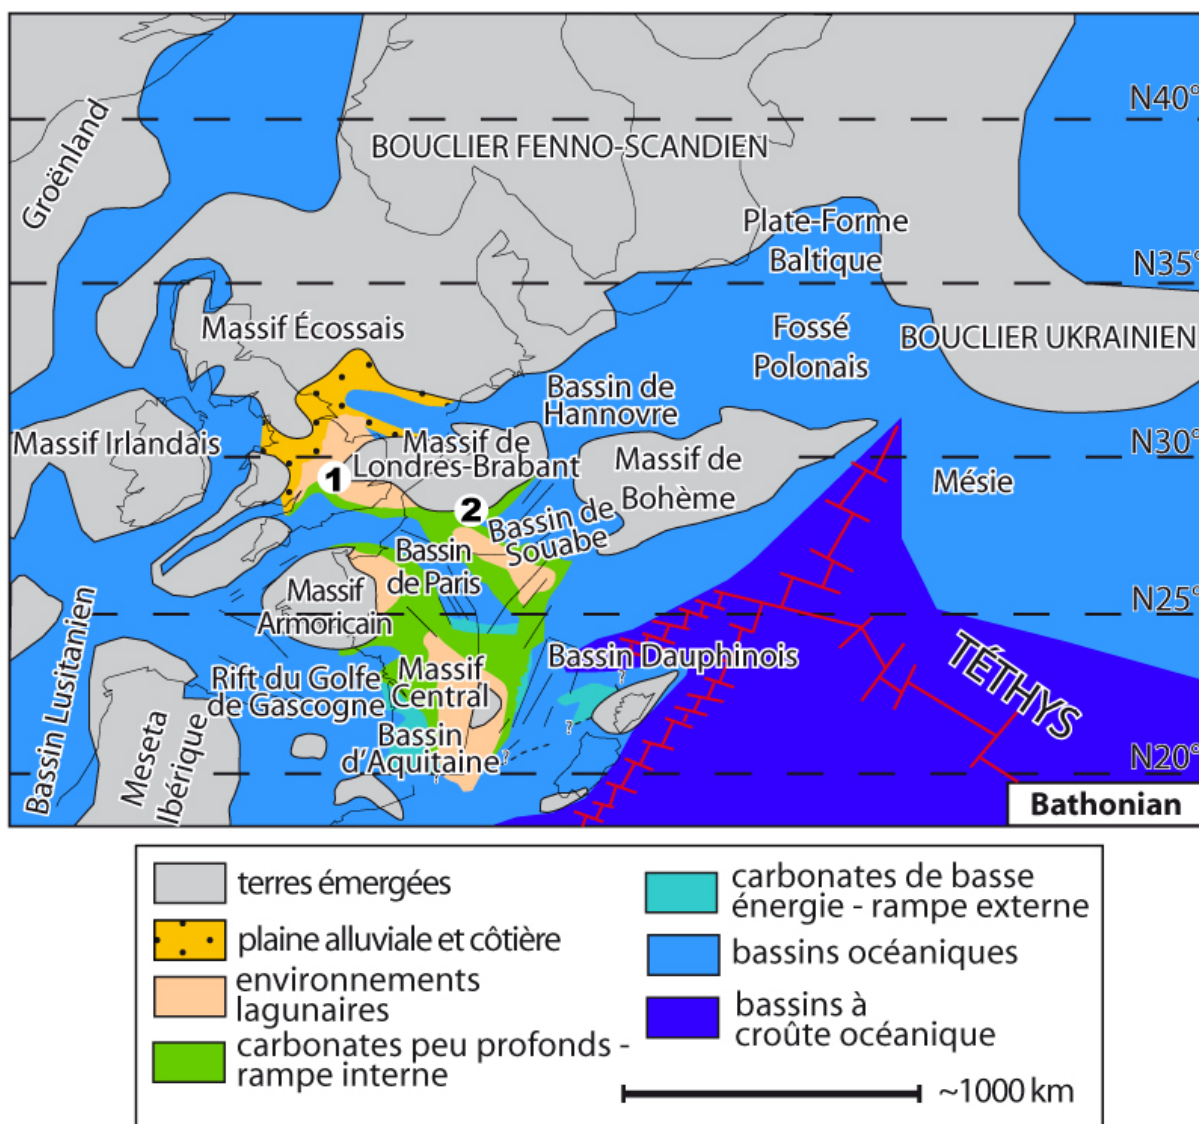 N40°
Groënland
BOUCLIER FENNO-SCANDIEN
Plate-Forme
Baltique
N35°
Massif Écossais
Fossé
Polonais
BOUCLIER UKRAINIEN
Bassin de
Hannovre
Massif Irlandais
Massif de
Londres-Brabant
N30°
Massif de
Bohème
Mésie
1
2
Bassin de
Souabe
Bassin
de Paris
Massif
Armoricain
N25°
Bassin Lusitanien
Rift du Golfe
de Gascogne
Massif
Central
Bassin Dauphinois
?
TÉTHYS
Meseta
Ibérique
Bassin
d'Aquitaine
?
?
?
N20°
Bathonian
terres émergées
plaine alluviale et côtière
environnements
lagunaires
carbonates peu profonds -
rampe interne
carbonates de basse
énergie - rampe externe
bassins océaniques
bassins à
croûte océanique
~1000 km